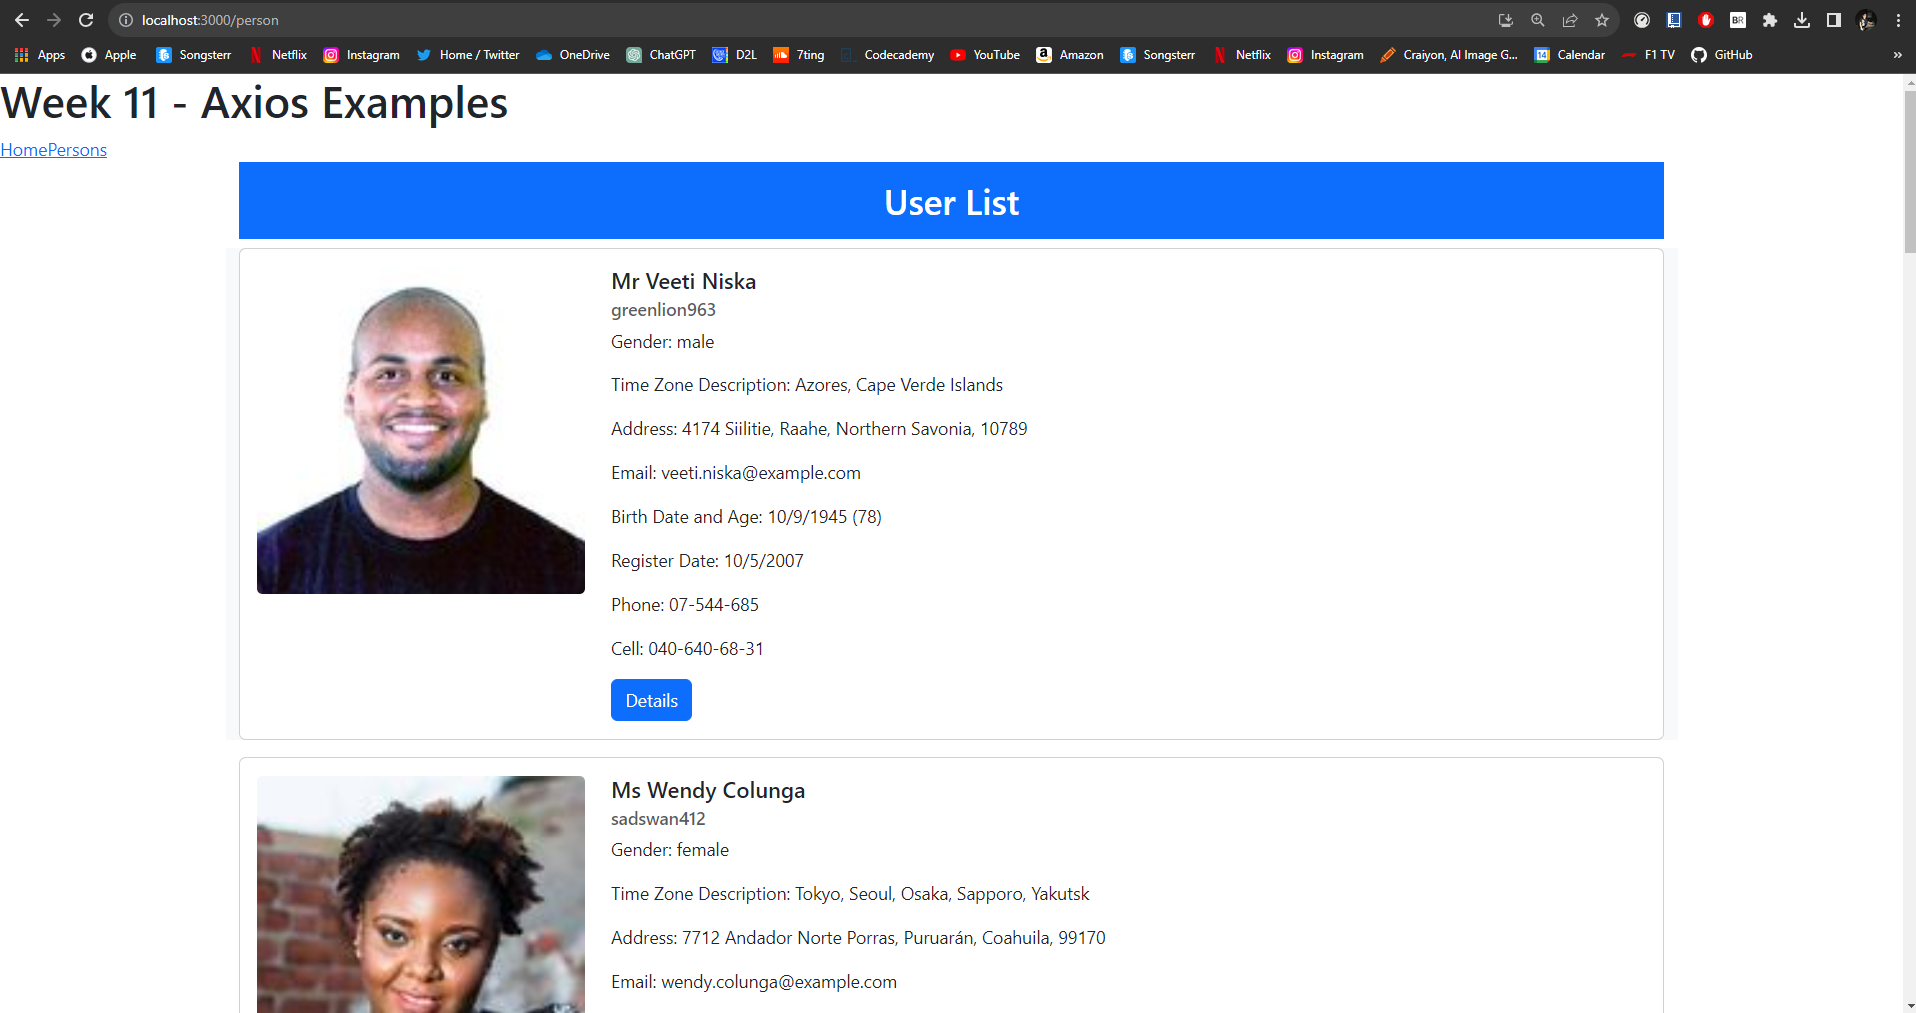 localhost:3000/person
BR
Apps Apple Songsterr Netflix Instagram Home / Twitter OneDrive ChatGPT D2L 7ting Codecademy YouTube Amazon Songsterr Netflix Instagram Craiyon, AI Image G... Calendar F1 TV GitHub »
Week 11 - Axios Examples
HomePersons
User List
Mr Veeti Niska
greenlion963
Gender: male
Time Zone Description: Azores, Cape Verde Islands
Address: 4174 Siilitie, Raahe, Northern Savonia, 10789
Email: veeti.niska@example.com
Birth Date and Age: 10/9/1945 (78)
Register Date: 10/5/2007
Phone: 07-544-685
Cell: 040-640-68-31
Details
Ms Wendy Colunga
sadswan412
Gender: female
Time Zone Description: Tokyo, Seoul, Osaka, Sapporo, Yakutsk
Address: 7712 Andador Norte Porras, Puruarán, Coahuila, 99170
Email: wendy.colunga@example.com